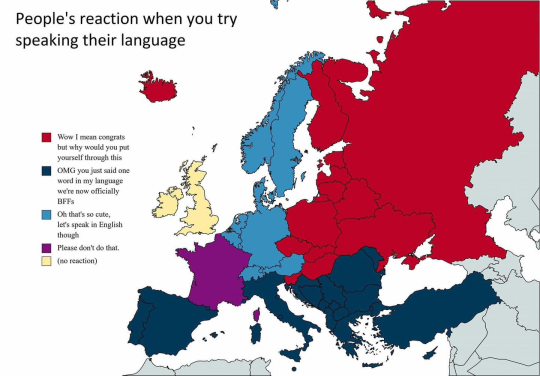 People's reaction when you try
speaking their language
Wow I mean congrats
but why would you put
yourself through this
OMG you just said one
word in my language
we're now officially
BFFs
Oh that's so cute,
let's speak in English
though
Please don't do that.
(no reaction)